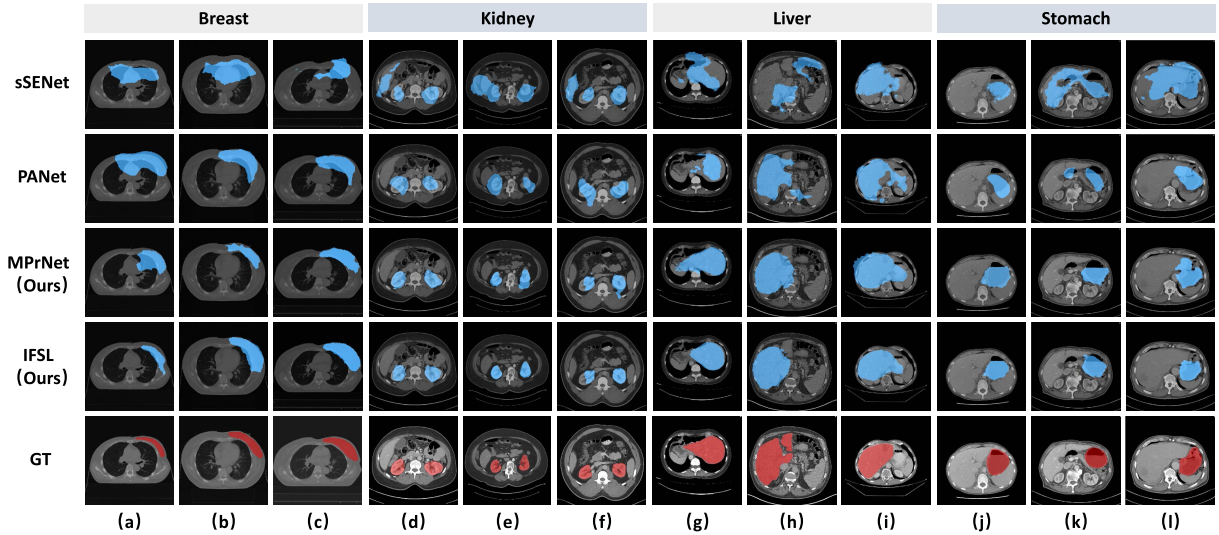 Breast Kidney Liver Stomach
sSENet
PANet
MPrNet
(Ours)
IFSL
(Ours)
GT
(a) (b) (c) (d) (e) (f) (g) (h) (i) (j) (k) (l)